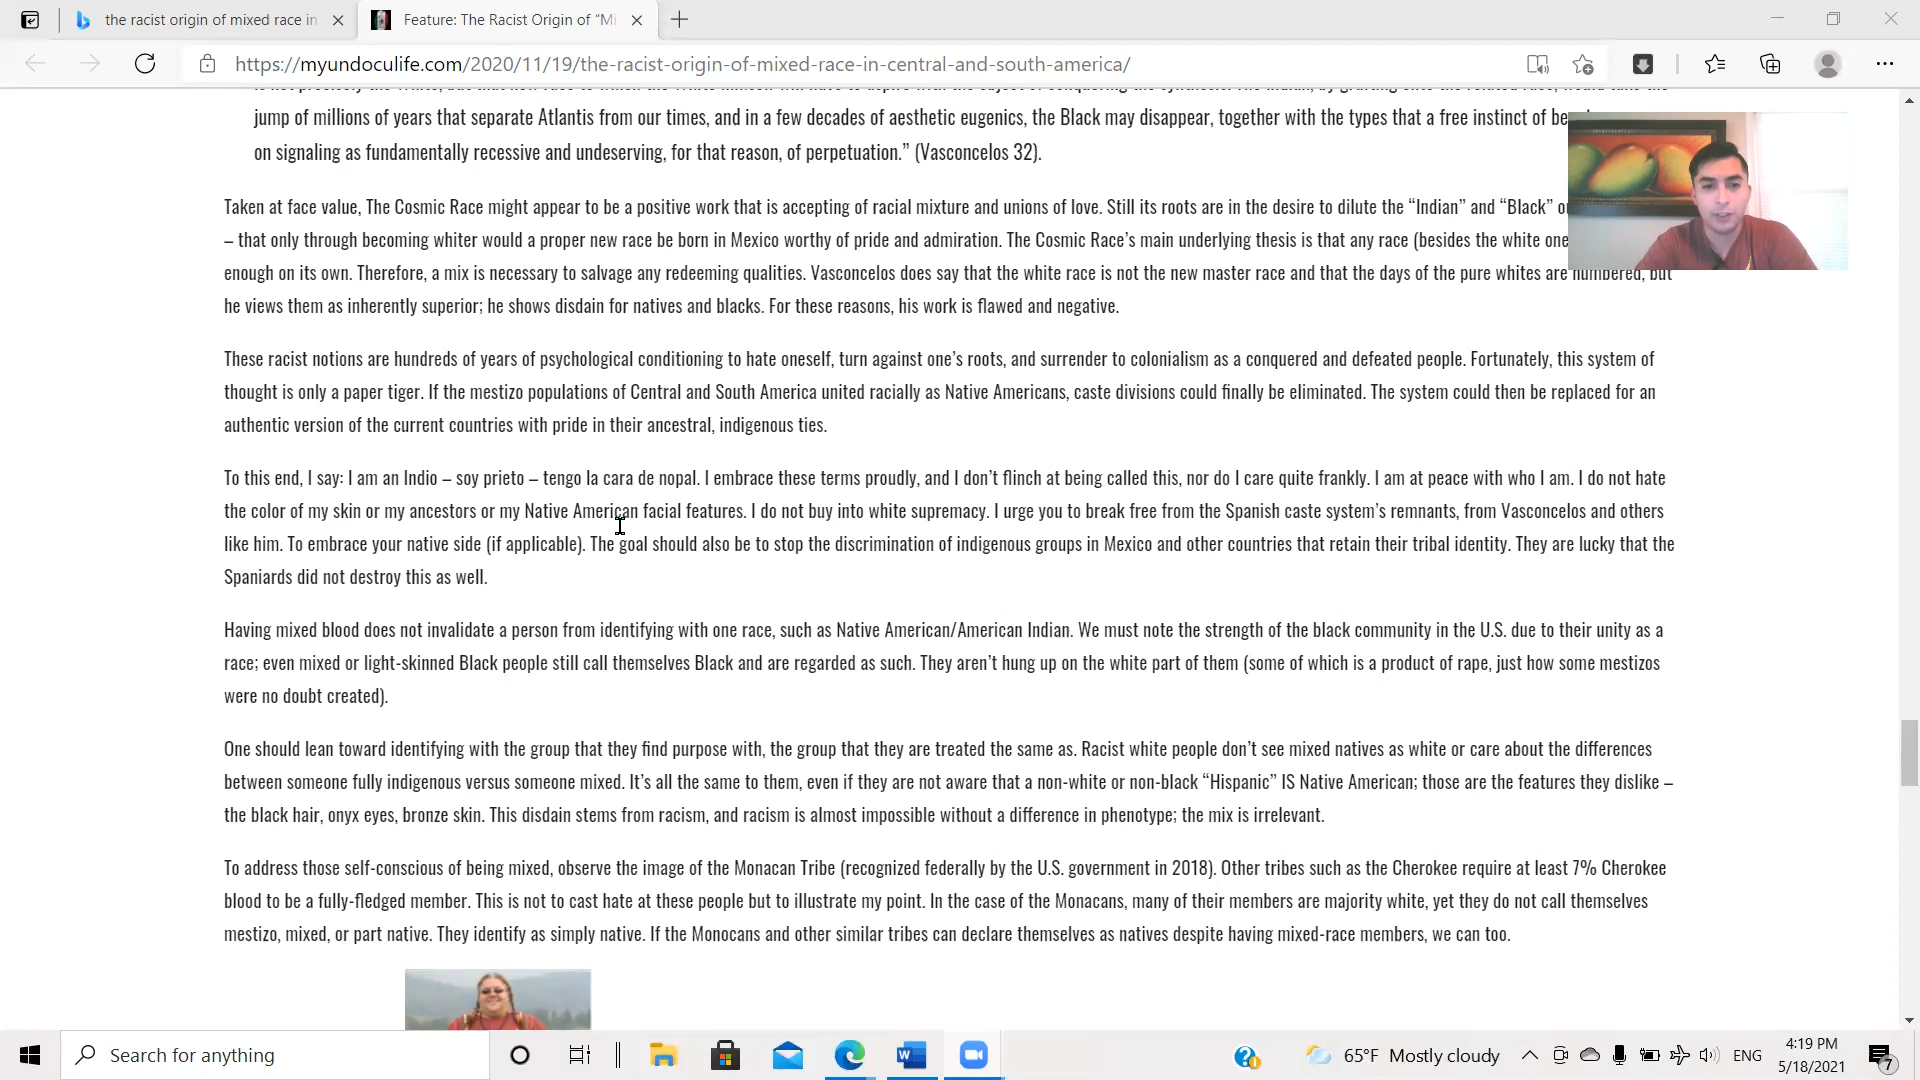 the racist origin of mixed race in
Feature: The Racist Origin of “Mi
https://myundoculife.com/2020/11/19/the-racist-origin-of-mixed-race-in-central-and-south-america/
jump of millions of years that separate Atlantis from our times, and in a few decades of aesthetic eugenics, the Black may disappear, together with the types that a free instinct of
on signaling as fundamentally recessive and undeserving, for that reason, of perpetuation.” (Vasconcelos 32).
Taken at face value, The Cosmic Race might appear to be a positive work that is accepting of racial mixture and unions of love. Still its roots are in the desire to dilute the “Indian” and “Black”
– that only through becoming whiter would a proper new race be born in Mexico worthy of pride and admiration. The Cosmic Race’s main underlying thesis is that any race (besides the white one
enough on its own. Therefore, a mix is necessary to salvage any redeeming qualities. Vasconcelos does say that the white race is not the new master race and that the days of the pure whites are numbered, but
he views them as inherently superior; he shows disdain for natives and blacks. For these reasons, his work is flawed and negative.
These racist notions are hundreds of years of psychological conditioning to hate oneself, turn against one’s roots, and surrender to colonialism as a conquered and defeated people. Fortunately, this system of
thought is only a paper tiger. If the mestizo populations of Central and South America united racially as Native Americans, caste divisions could finally be eliminated. The system could then be replaced for an
authentic version of the current countries with pride in their ancestral, indigenous ties.
To this end, I say: I am an Indio – soy prieto – tengo la cara de nopal. I embrace these terms proudly, and I don’t flinch at being called this, nor do I care quite frankly. I am at peace with who I am. I do not hate
the color of my skin or my ancestors or my Native American facial features. I do not buy into white supremacy. I urge you to break free from the Spanish caste system’s remnants, from Vasconcelos and others
like him. To embrace your native side (if applicable). The goal should also be to stop the discrimination of indigenous groups in Mexico and other countries that retain their tribal identity. They are lucky that the
Spaniards did not destroy this as well.
Having mixed blood does not invalidate a person from identifying with one race, such as Native American/American Indian. We must note the strength of the black community in the U.S. due to their unity as a
race; even mixed or light-skinned Black people still call themselves Black and are regarded as such. They aren’t hung up on the white part of them (some of which is a product of rape, just how some mestizos
were no doubt created).
One should lean toward identifying with the group that they find purpose with, the group that they are treated the same as. Racist white people don’t see mixed natives as white or care about the differences
between someone fully indigenous versus someone mixed. It’s all the same to them, even if they are not aware that a non-white or non-black “Hispanic” IS Native American; those are the features they dislike –
the black hair, onyx eyes, bronze skin. This disdain stems from racism, and racism is almost impossible without a difference in phenotype; the mix is irrelevant.
To address those self-conscious of being mixed, observe the image of the Monacan Tribe (recognized federally by the U.S. government in 2018). Other tribes such as the Cherokee require at least 7% Cherokee
blood to be a fully-fledged member. This is not to cast hate at these people but to illustrate my point. In the case of the Monacans, many of their members are majority white, yet they do not call themselves
mestizo, mixed, or part native. They identify as simply native. If the Monocans and other similar tribes can declare themselves as natives despite having mixed-race members, we can too.
Search for anything
65°F Mostly cloudy
ENG
4:19 PM
5/18/2021
7